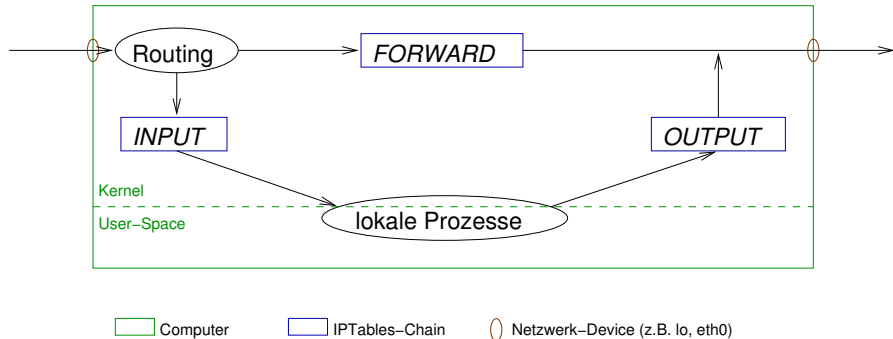 Routing
FORWARD
INPUT
OUTPUT
Kernel
lokale Prozesse
User−Space
Computer
IPTables−Chain
Netzwerk−Device (z.B. lo, eth0)